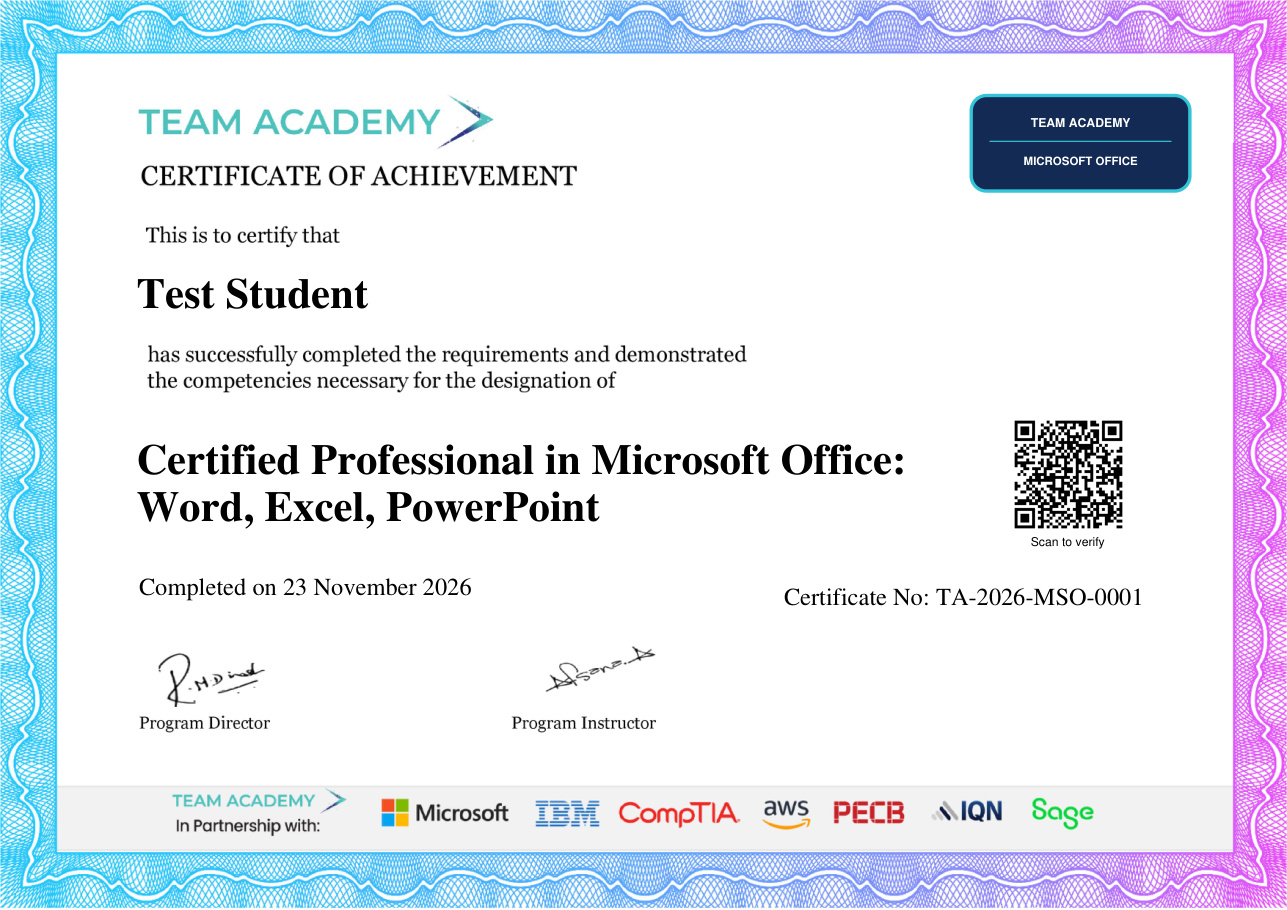 TEAM ACADEMY
CERTIFICATE OF ACHIEVEMENT
TEAM ACADEMY
MICROSOFT OFFICE
This is to certify that
Test Student
has successfully completed the requirements and demonstrated
the competencies necessary for the designation of
Certified Professional in Microsoft Office:
Word, Excel, PowerPoint
Scan to verify
Completed on 23 November 2026
Certificate No: TA-2026-MSO-0001
Program Director
Program Instructor
TEAM ACADEMY
In Partnership with:
Microsoft
IBM
CompTIA.
aws
PECB
IQN
Sage